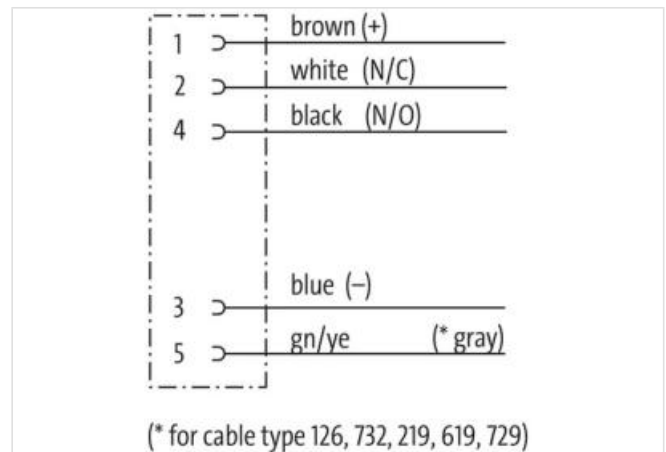 1 brown (+)
2 white (N/C)
4 black (N/O)
3 blue (–)
5 gn/ye (* gray)
(* for cable type 126, 732, 219, 619, 729)